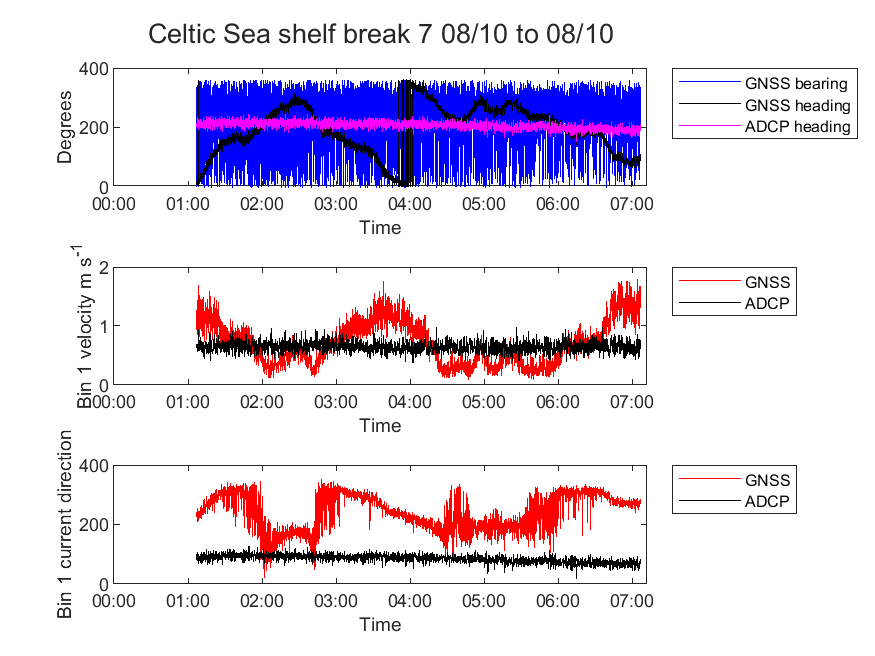 Celtic Sea shelf break 7 08/10 to 08/10
400
200
0
Degrees
00:00 01:00 02:00 03:00 04:00 05:00 06:00 07:00
Time
GNSS bearing
GNSS heading
ADCP heading
2
1
0
Bin 1 velocity m s-1
00:00 01:00 02:00 03:00 04:00 05:00 06:00 07:00
Time
GNSS
ADCP
400
200
0
Bin 1 current direction
00:00 01:00 02:00 03:00 04:00 05:00 06:00 07:00
Time
GNSS
ADCP